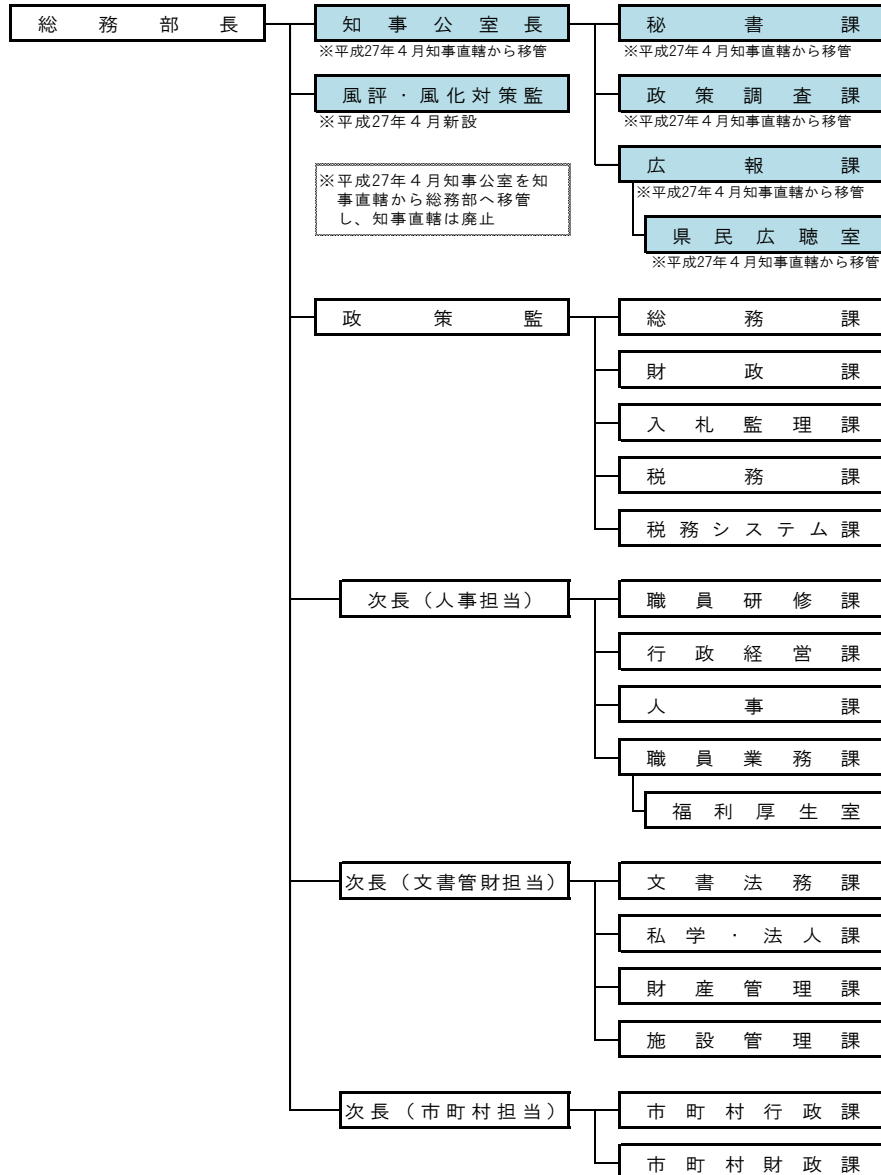 総務部長
知事公室長
秘書課
※平成27年４月知事直轄から移管
※平成27年４月知事直轄から移管
風評・風化対策監
政策調査課
※平成27年４月新設
※平成27年４月知事直轄から移管
広報課
※平成27年４月知事公室を知
事直轄から総務部へ移管
し、知事直轄は廃止
※平成27年４月知事直轄から移管
県民広聴室
※平成27年４月知事直轄から移管
政策監
総務課
財政課
入札監理課
税務課
税務システム課
次長（人事担当）
職員研修課
行政経営課
人事課
職員業務課
福利厚生室
次長（文書管財担当）
文書法務課
私学・法人課
財産管理課
施設管理課
次長（市町村担当）
市町村行政課
市町村財政課